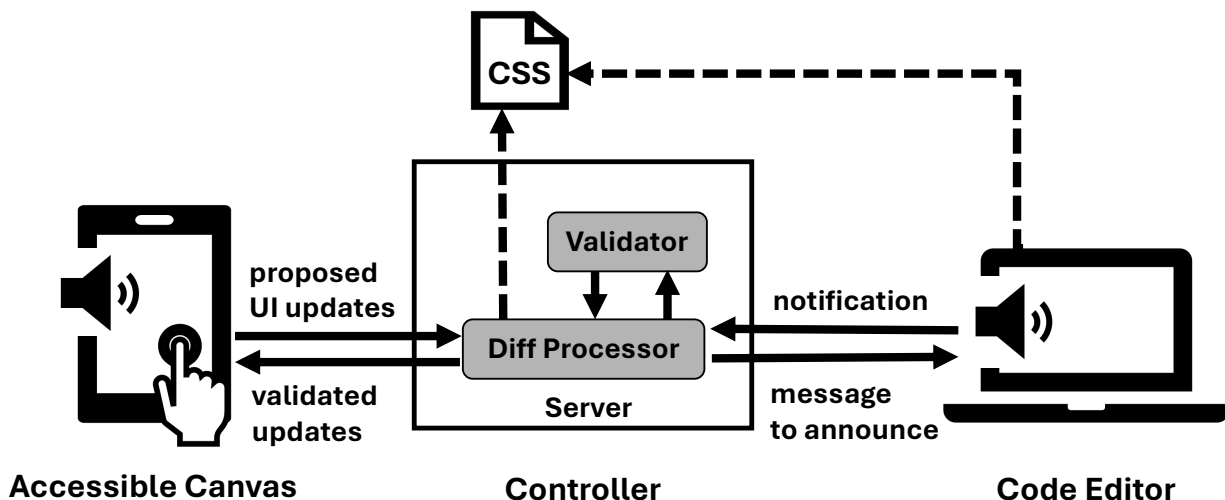 CSS
Validator
proposed
UI updates
notification
Diff Processor
validated
updates
Server
message
to announce
Accessible Canvas
Controller
Code Editor